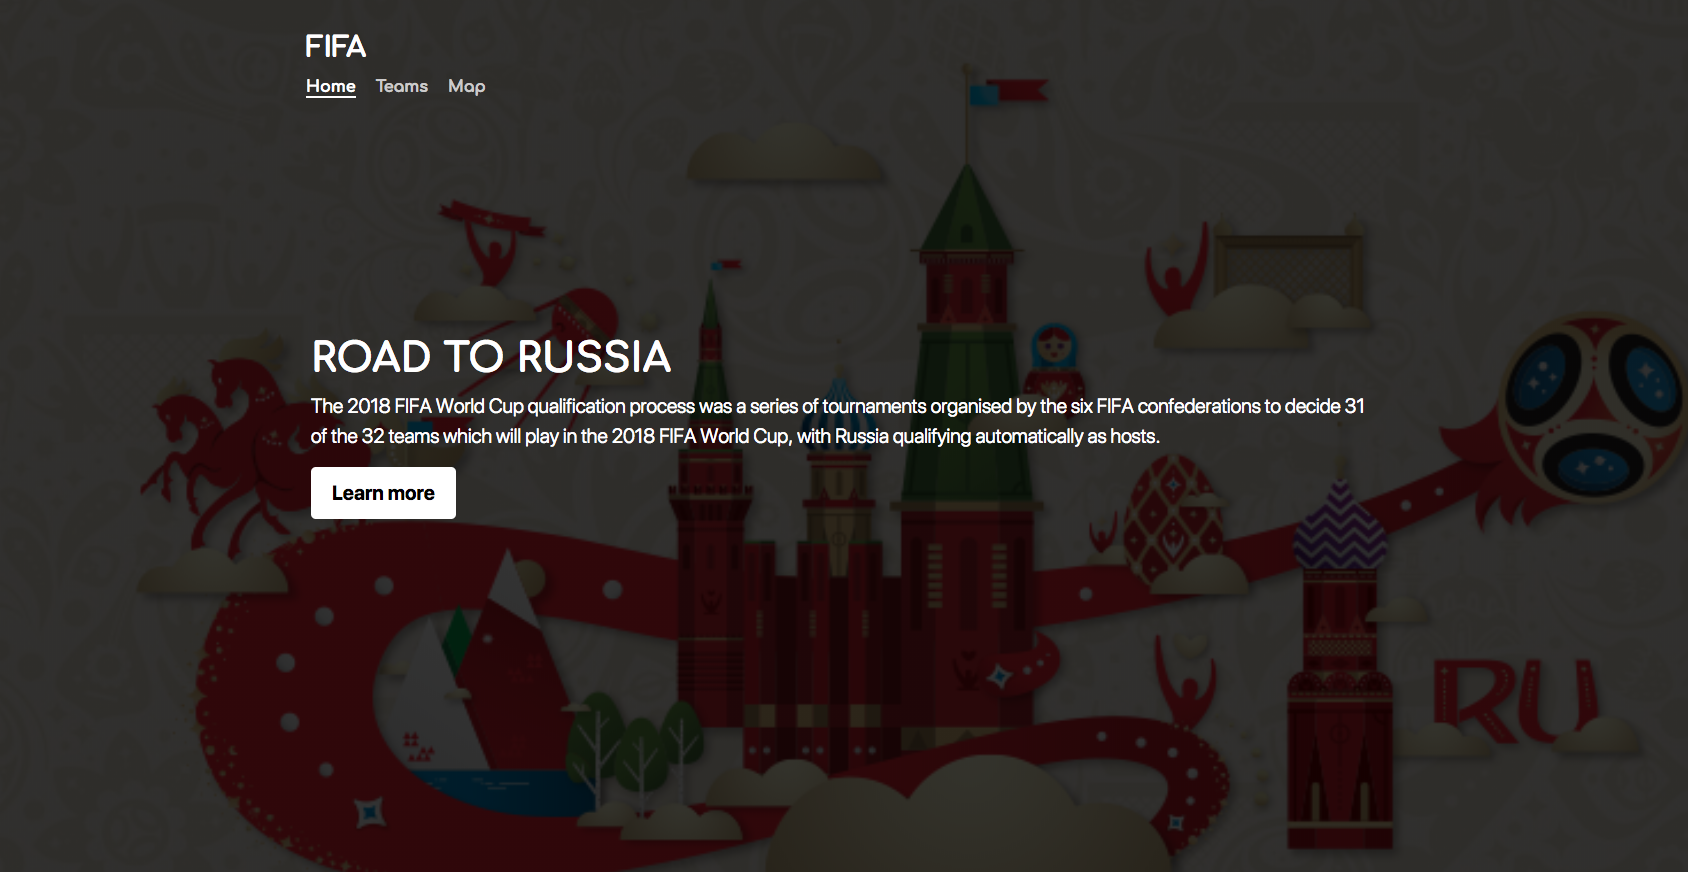 FIFA
Home Teams Map
ROAD TO RUSSIA
The 2018 FIFA World Cup qualification process was a series of tournaments organised by the six FIFA confederations to decide 31
of the 32 teams which will play in the 2018 FIFA World Cup, with Russia qualifying automatically as hosts.
Learn more
RU